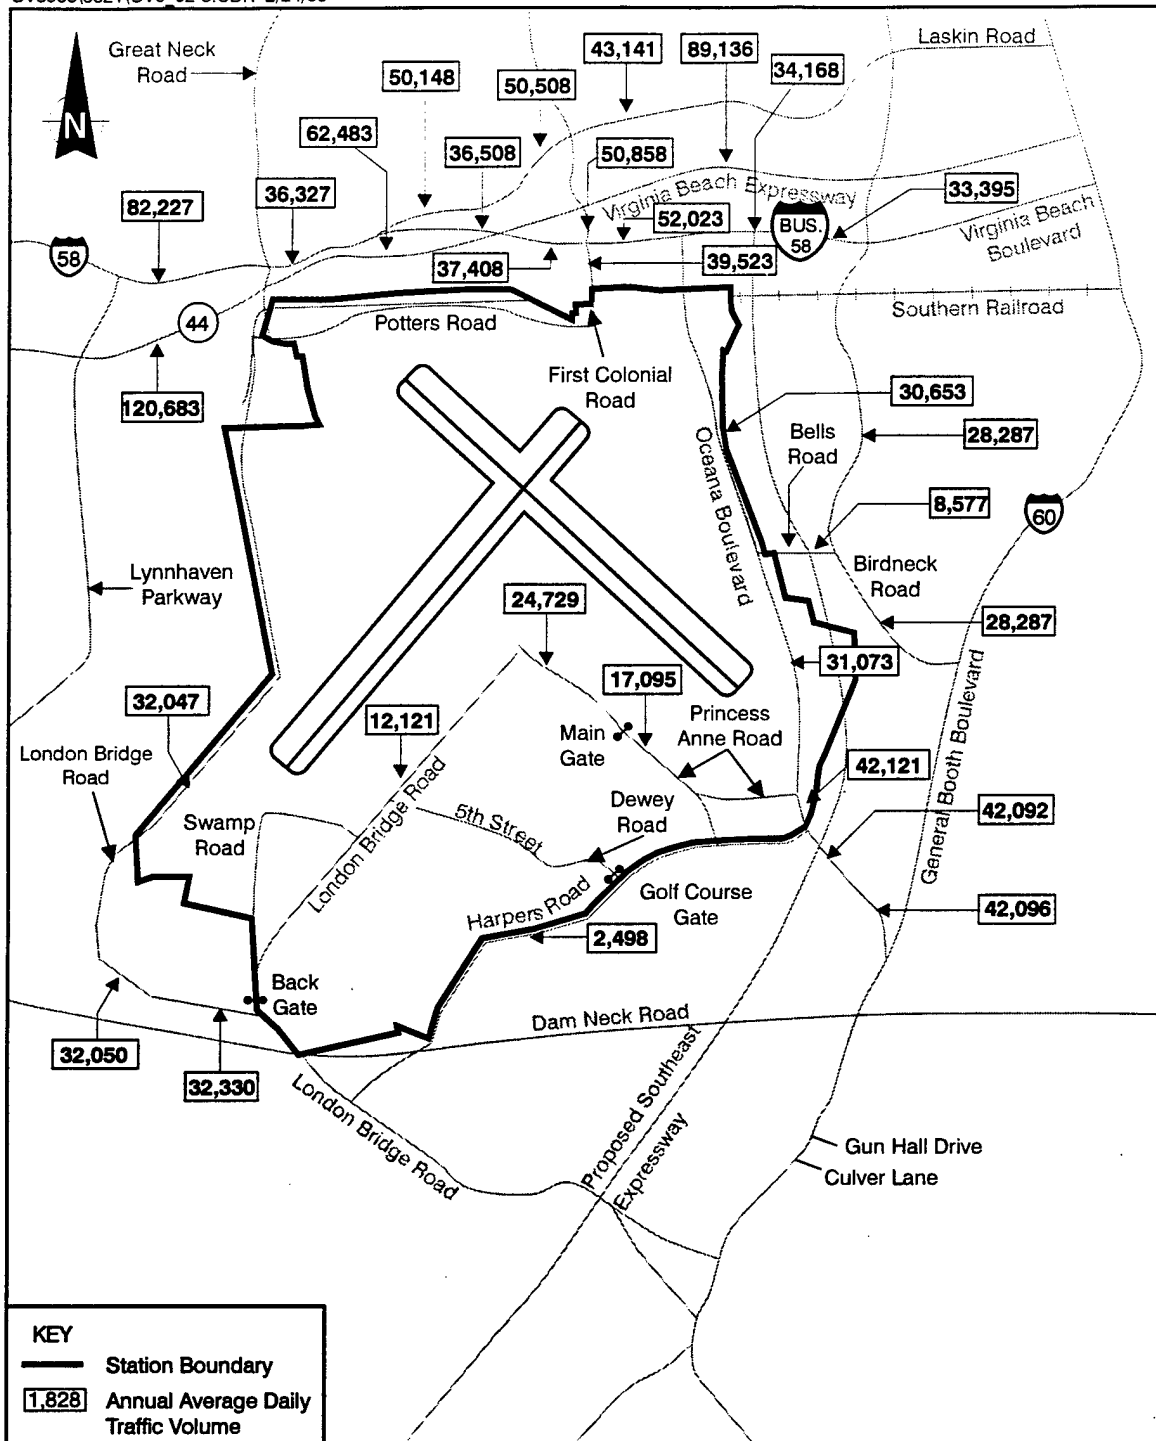 Great Neck
Road
Laskin Road
43,141
89,136
34,168
50,148
50,508
62,483
36,508
50,858
N
82,227
36,327
Virginia Beach Expressway
33,395
52,023
BUS.
58
Virginia Beach
Boulevard
58
37,408
39,523
44
Potters Road
Southern Railroad
First Colonial
Road
120,683
30,653
Bells
Road
28,287
Oceana Boulevard
8,577
60
Lynnhaven
Parkway
Birdneck
Road
24,729
28,287
31,073
32,047
17,095
Princess
Anne Road
12,121
Main
Gate
London Bridge
Road
42,121
General Booth Boulevard
Swamp
Road
London Bridge Road
5th Street
Dewey
Road
42,092
Harpers Road
Golf Course
Gate
42,096
2,498
Back
Gate
Dam Neck Road
32,050
32,330
London Bridge Road
Proposed Southeast
Expressway
Gun Hall Drive
Culver Lane
KEY
Station Boundary
1,828
Annual Average Daily
Traffic Volume